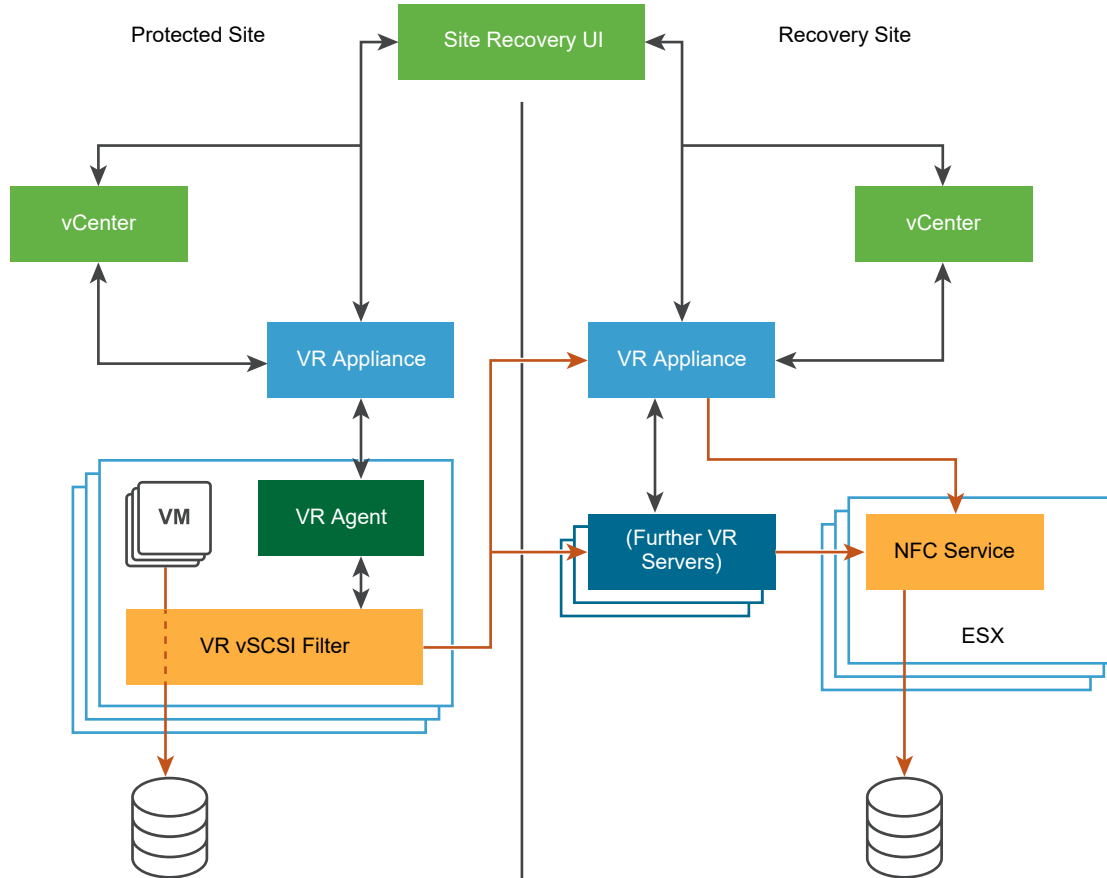 Protected Site
Site Recovery UI
Recovery Site
vCenter
vCenter
VR Appliance
VR Appliance
VM
VR Agent
(Further VR
Servers)
NFC Service
VR vSCSI Filter
ESX